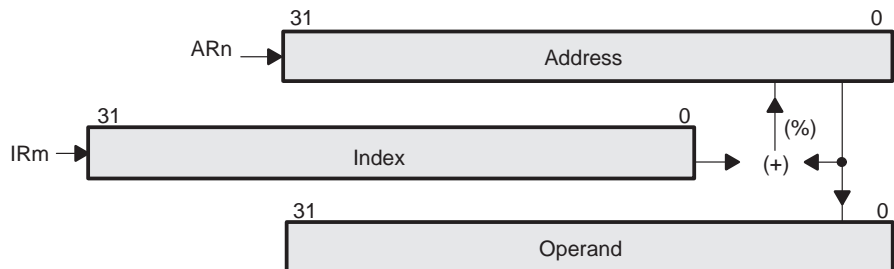 31 0
ARn Address
31 0
(%)
IRm Index (+)
31 0
Operand